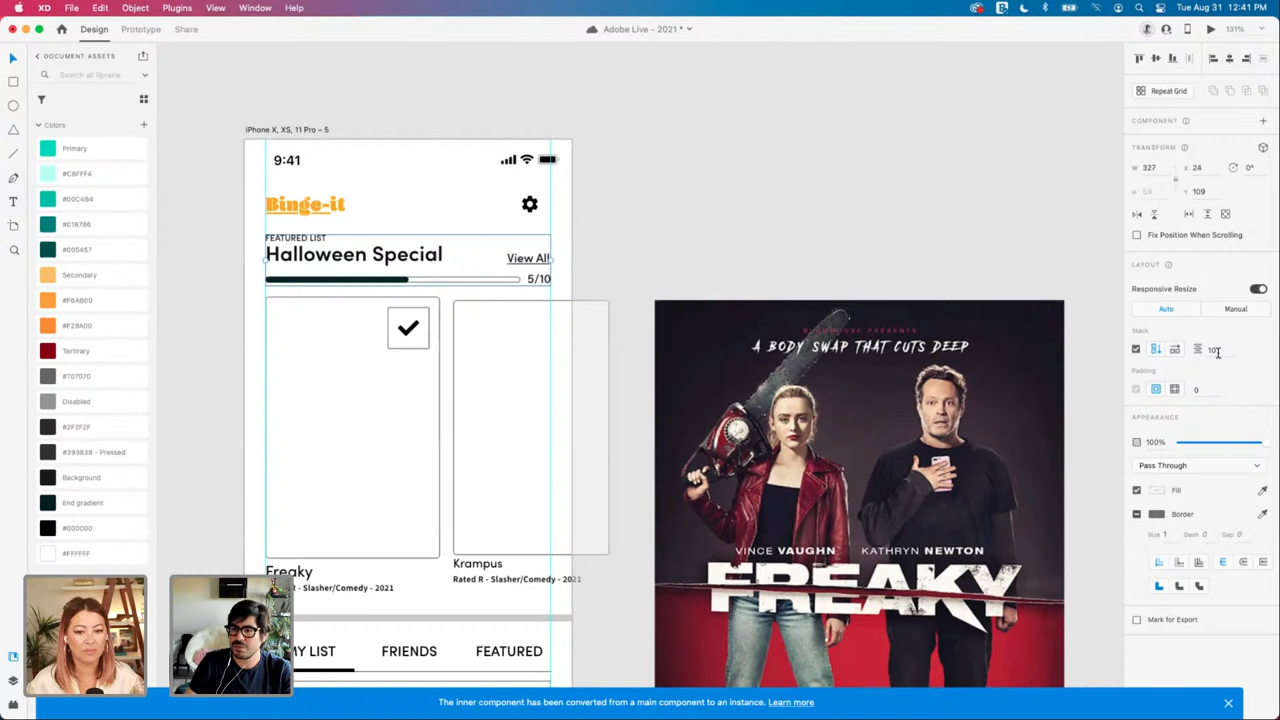 XD File Edit Object Plugins View Window Help Tue Aug 31 12:41 PM
Design Prototype Share Adobe Live - 2021 * 131%
DOCUMENT ASSETS
Search all librarie
Colors
Primary
#C8FFF4
#00C4B4
#018786
#005457
Secondary
#F6AB00
#F29A00
Tertirary
#707070
Disabled
#2F2F2F
#393838 - Pressed
Background
End gradient
#000000
#FFFFFF
iPhone X, XS, 11 Pro – 5
9:41
Binge-it
FEATURED LIST
Halloween Special
View All
5/10
Freaky
R - Slasher/Comedy - 2021
Krampus
Rated R - Slasher/Comedy - 2021
MY LIST FRIENDS FEATURED
BLUMHOUSE PRESENTS
A BODY SWAP THAT CUTS DEEP
VINCE VAUGHN KATHRYN NEWTON
FREAKY
Repeat Grid
COMPONENT
TRANSFORM
W 327 X 24 0°
H 59 Y 109
Fix Position When Scrolling
LAYOUT
Responsive Resize
Auto Manual
Stack
10
Padding
0
APPEARANCE
100%
Pass Through
Fill
Border
Size 1 Dash 0 Gap 0
Mark for Export
The inner component has been converted from a main component to an instance. Learn more